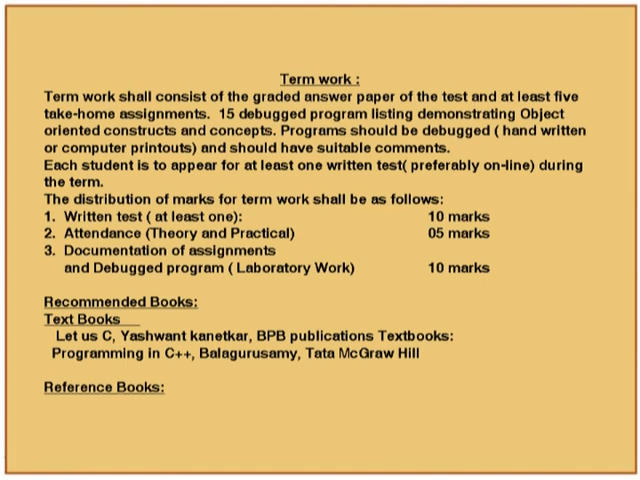 Term work :
Term work shall consist of the graded answer paper of the test and at least five
take-home assignments. 15 debugged program listing demonstrating Object
oriented constructs and concepts. Programs should be debugged ( hand written
or computer printouts) and should have suitable comments.
Each student is to appear for at least one written test( preferably on-line) during
the term.
The distribution of marks for term work shall be as follows:
1. Written test ( at least one): 10 marks
2. Attendance (Theory and Practical) 05 marks
3. Documentation of assignments
and Debugged program ( Laboratory Work) 10 marks
Recommended Books:
Text Books
Let us C, Yashwant kanetkar, BPB publications Textbooks:
Programming in C++, Balagurusamy, Tata McGraw Hill
Reference Books: